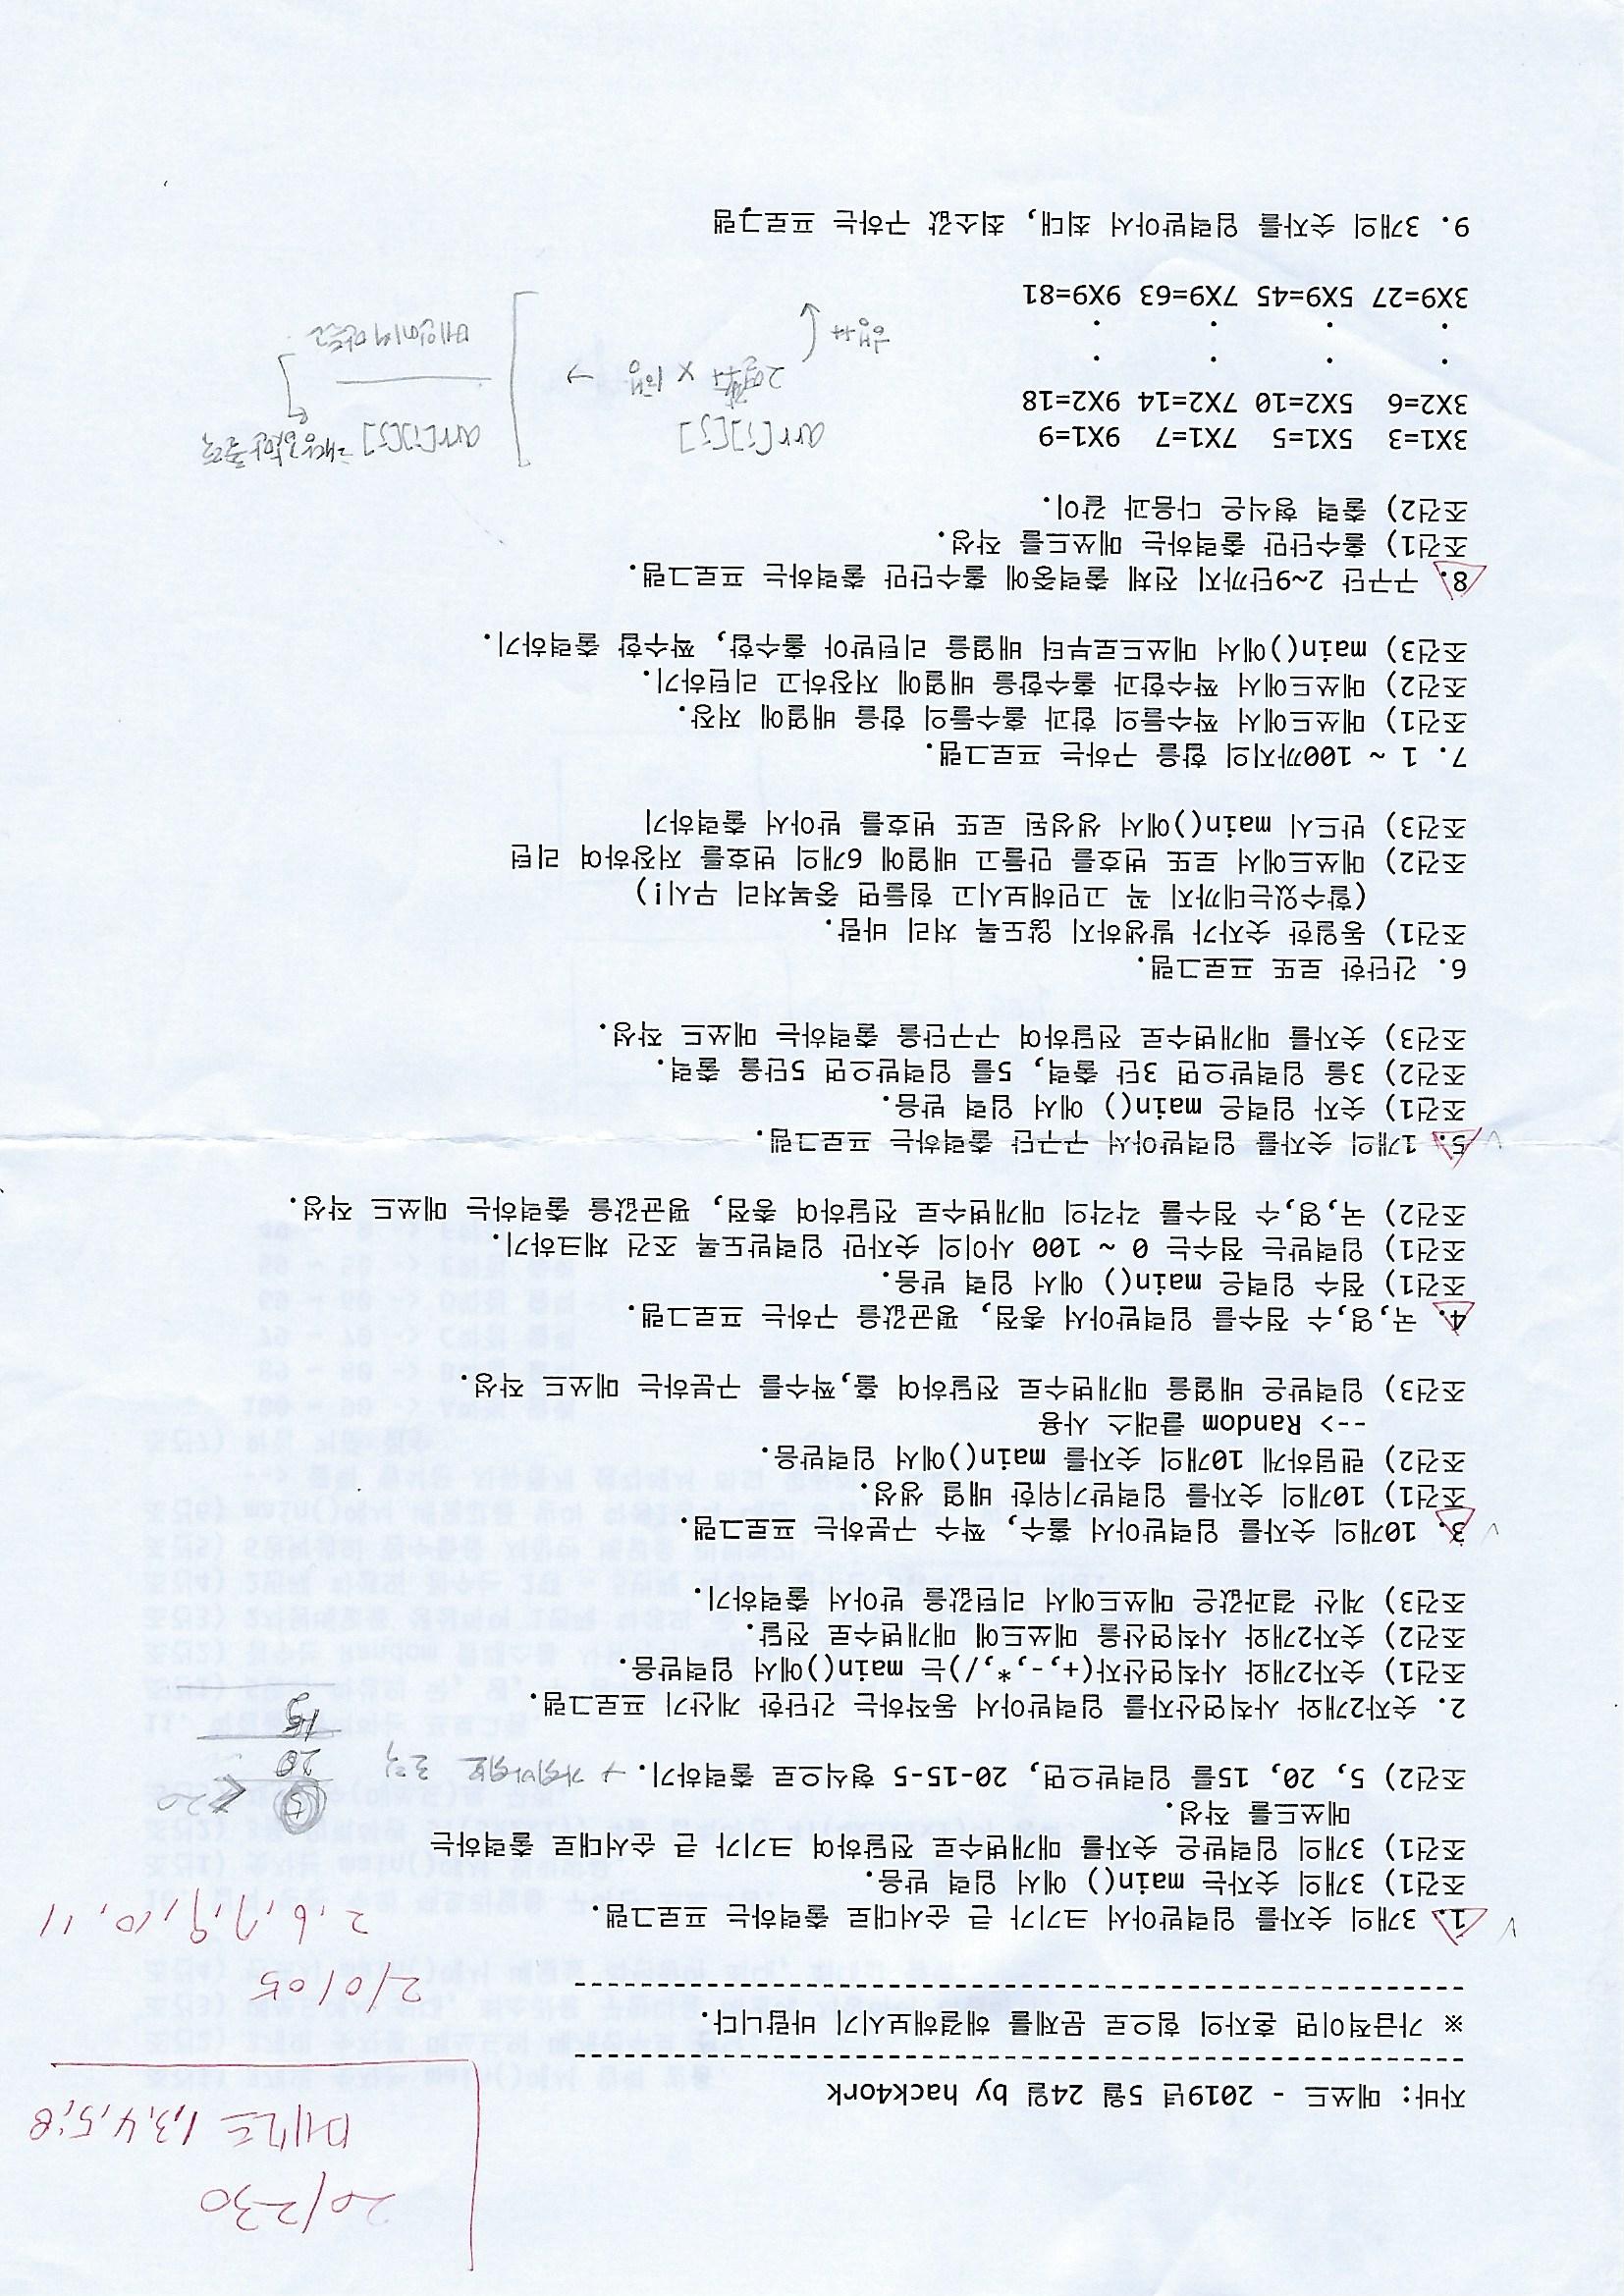 20/230
메쏘드 1,3,4,5,8
자바: 메쏘드 - 2019년 5월 24일 by hack4ork
-----------------------------------------------------
※ 가급적이면 혼자의 힘으로 문제를 해결해보시기 바랍니다.
-----------------------------------------------------
2/0/05
2,6,7,9,10,11
1. 3개의 숫자를 입력받아서 크기가 큰 순서대로 출력하는 프로그램.
조건1) 3개의 숫자는 main() 에서 입력 받음.
조건1) 3개의 입력받은 숫자를 매개변수로 전달하여 크기가 큰 순서대로 출력하는
메쏘드를 작성.
조건2) 5, 20, 15를 입력받으면, 20-15-5 형식으로 출력하기. → 가위바위보 로직
5 < 20
20
15
2. 숫자2개와 사칙연산자를 입력받아서 동작하는 간단한 계산기 프로그램.
조건1) 숫자2개와 사칙연산자(+,-,*,/)는 main()에서 입력받음.
조건2) 숫자2개와 사칙연산을 메쏘드에 매개변수로 전달.
조건3) 계산 결과값은 메쏘드에서 리턴값을 받아서 출력하기.
3. 10개의 숫자를 입력받아서 홀수, 짝수 구분하는 프로그램.
조건1) 10개의 숫자를 입력받기위한 배열 생성.
조건2) 랜덤하게 10개의 숫자를 main()에서 입력받음.
--> Random 클래스 사용
조건3) 입력받은 배열을 매개변수로 전달하여 홀,짝수를 구분하는 메쏘드 작성.
4. 국,영,수 점수를 입력받아서 총점, 평균값을 구하는 프로그램.
조건1) 점수 입력은 main() 에서 입력 받음.
조건1) 입력받는 점수는 0 ~ 100 사이의 숫자만 입력받도록 조건 체크하기.
조건2) 국,영,수 점수를 각각의 매개변수로 전달하여 총점, 평균값을 출력하는 메쏘드 작성.
5. 1개의 숫자를 입력받아서 구구단 출력하는 프로그램.
조건1) 숫자 입력은 main() 에서 입력 받음.
조건2) 3을 입력받으면 3단 출력, 5를 입력받으면 5단을 출력.
조건3) 숫자를 매개변수로 전달하여 구구단을 출력하는 메쏘드 작성.
6. 간단한 로또 프로그램.
조건1) 동일한 숫자가 발생하지 않도록 처리 바람.
(할수있는데까지 꼭 고민해보시고 힘들면 중복처리 무시!)
조건2) 메쏘드에서 로또 번호를 만들고 배열에 6개의 번호를 저장하여 리턴
조건3) 반드시 main()에서 생성된 로또 번호를 받아서 출력하기
7. 1 ~ 100까지의 합을 구하는 프로그램.
조건1) 메쏘드에서 짝수들의 합과 홀수들의 합을 배열에 저장.
조건2) 메쏘드에서 짝수합과 홀수합을 배열에 저장하고 리턴하기.
조건3) main()에서 메쏘드로부터 배열을 리턴받아 홀수합, 짝수합 출력하기.
8. 구구단 2~9단까지 전체 출력중에 홀수단만 출력하는 프로그램.
조건1) 홀수단만 출력하는 메쏘드를 작성.
조건2) 출력 형식은 다음과 같이.
3X1=3 5X1=5 7X1=7 9X1=9
3X2=6 5X2=10 7X2=14 9X2=18
. . . .
. . . .
3X9=27 5X9=45 7X9=63 9X9=81
arr[i][j]
x 1행 →
행++
arr[i][j] 해당값만 출력
메인에서 만들고
9. 3개의 숫자를 입력받아서 최대, 최소값 구하는 프로그램